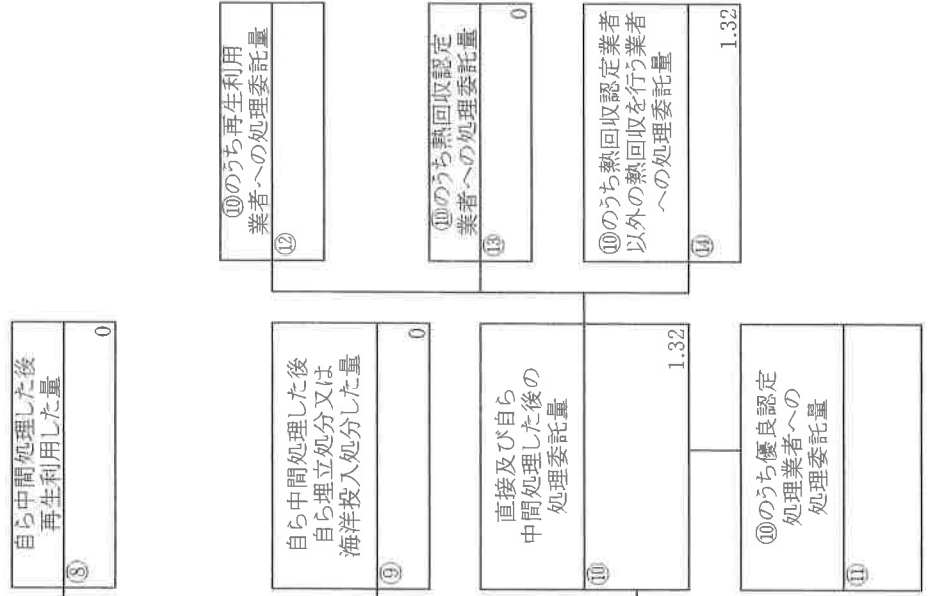 自ら中間処理した後
再生利用した量
⑧
0
自ら中間処理した後
自ら埋立処分又は
海洋投入処分した量
⑨
0
直接及び自ら
中間処理した後の
処理委託量
⑩
1.32
⑩のうち優良認定
処理業者への
処理委託量
⑪
⑩のうち再生利用
業者への処理委託量
⑫
⑩のうち熱回収認定
業者への処理委託量
⑬
0
⑩のうち熱回収認定業者
以外の熱回収を行う業者
への処理委託量
⑭
1.32